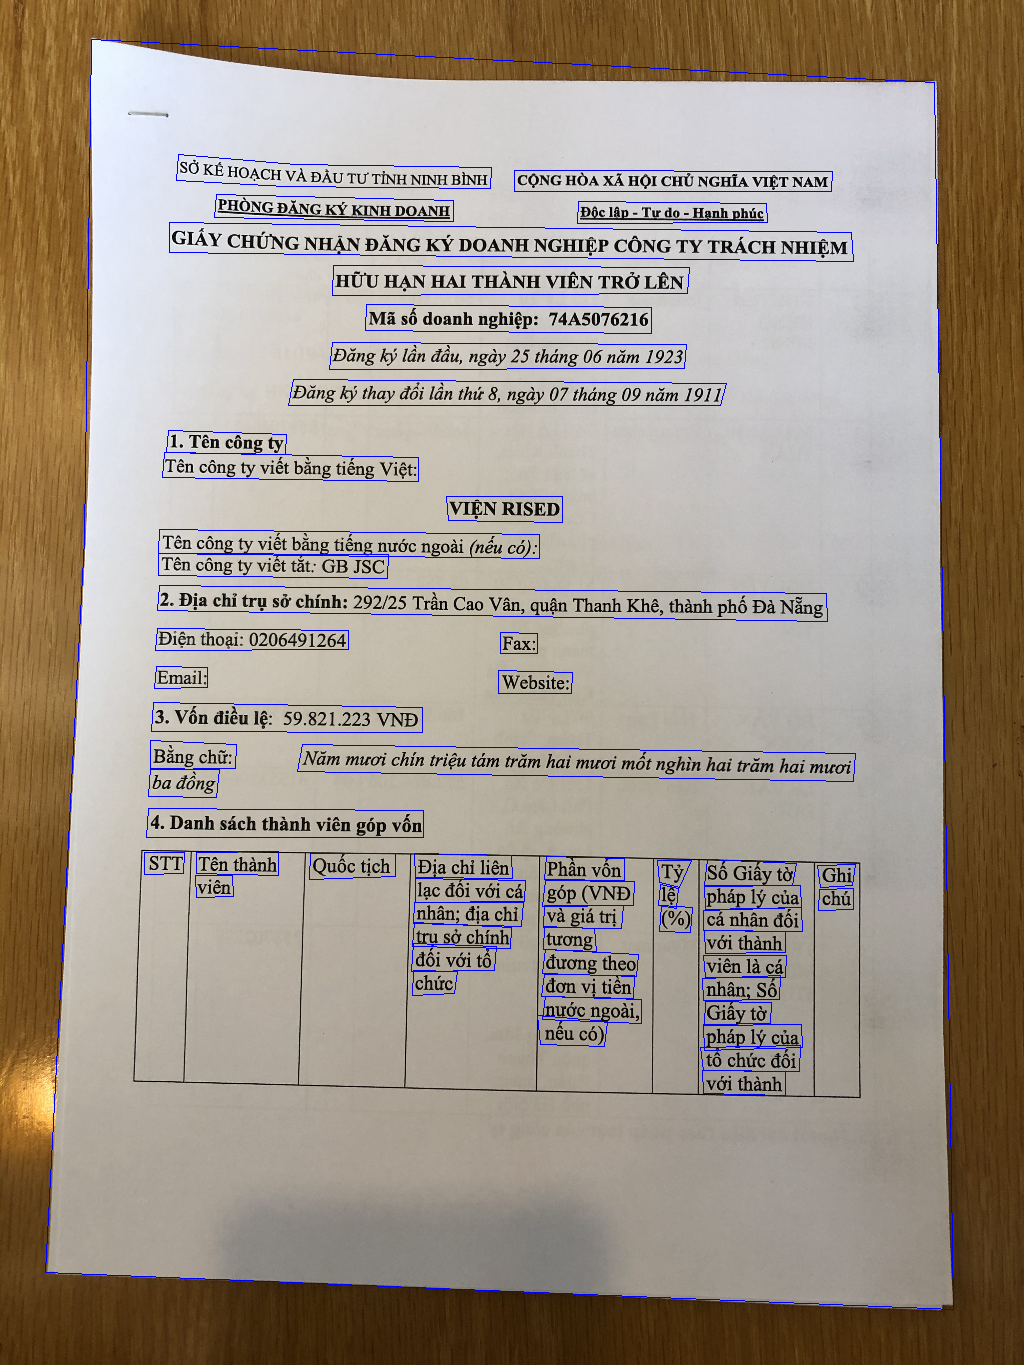 SỞ KẾ HOẠCH VÀ ĐẦU TƯ TỈNH NINH BÌNH
CỘNG HÒA XÃ HỘI CHỦ NGHĨA VIỆT NAM
PHÒNG ĐĂNG KÝ KINH DOANH
Độc lập - Tự do - Hạnh phúc
GIẤY CHỨNG NHẬN ĐĂNG KÝ DOANH NGHIỆP CÔNG TY TRÁCH NHIỆM
HỮU HẠN HAI THÀNH VIÊN TRỞ LÊN
Mã số doanh nghiệp: 74A5076216
Đăng ký lần đầu, ngày 25 tháng 06 năm 1923
Đăng ký thay đổi lần thứ 8, ngày 07 tháng 09 năm 1911
1. Tên công ty
Tên công ty viết bằng tiếng Việt:
VIỆN RISED
Tên công ty viết bằng tiếng nước ngoài (nếu có):
Tên công ty viết tắt: GB JSC
2. Địa chỉ trụ sở chính: 292/25 Trần Cao Vân, quận Thanh Khê, thành phố Đà Nẵng
Điện thoại: 0206491264
Fax:
Email:
Website:
3. Vốn điều lệ: 59.821.223 VNĐ
Bằng chữ: Năm mươi chín triệu tám trăm hai mươi mốt nghìn hai trăm hai mươi
ba đồng
4. Danh sách thành viên góp vốn
STT
Tên thành
viên
Quốc tịch
Địa chỉ liên
lạc đối với cá
nhân; địa chỉ
trụ sở chính
đối với tổ
chức
Phần vốn
góp (VNĐ
và giá trị
tương
đương theo
đơn vị tiền
nước ngoài,
nếu có)
Tỷ
lệ
(%)
Số Giấy tờ
pháp lý của
cá nhân đối
với thành
viên là cá
nhân; Số
Giấy tờ
pháp lý của
tổ chức đối
với thành
Ghi
chú